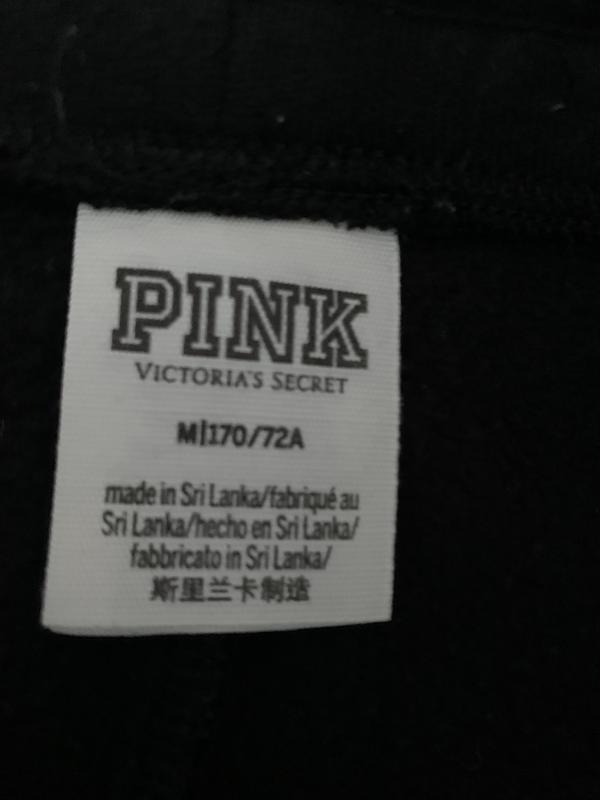 PINK
VICTORIA'S SECRET
M|170/72A
made in Sri Lanka/fabriqué au
Sri Lanka/hecho en Sri Lanka/
fabbricato in Sri Lanka/
斯里兰卡制造